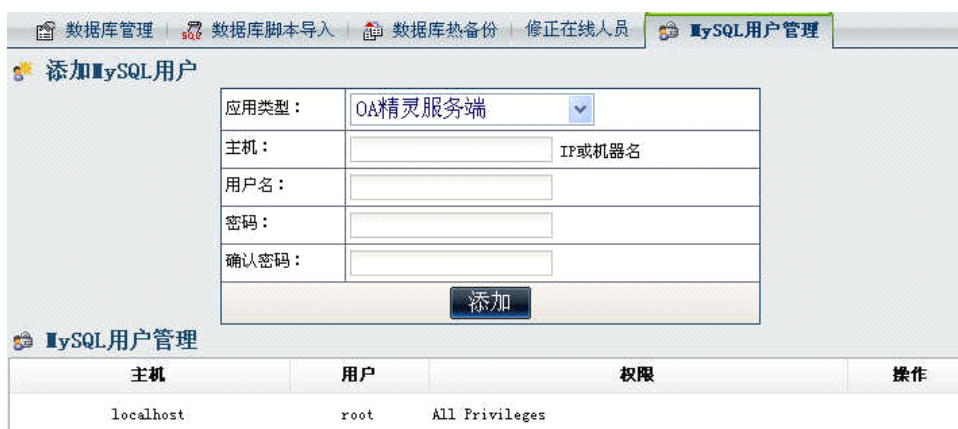 数据库管理 数据库脚本导入 数据库热备份 修正在线人员 MySQL用户管理
添加MySQL用户
应用类型： OA精灵服务端
主机： IP或机器名
用户名：
密码：
确认密码：
添加
MySQL用户管理
主机 用户 权限 操作
localhost root All Privileges